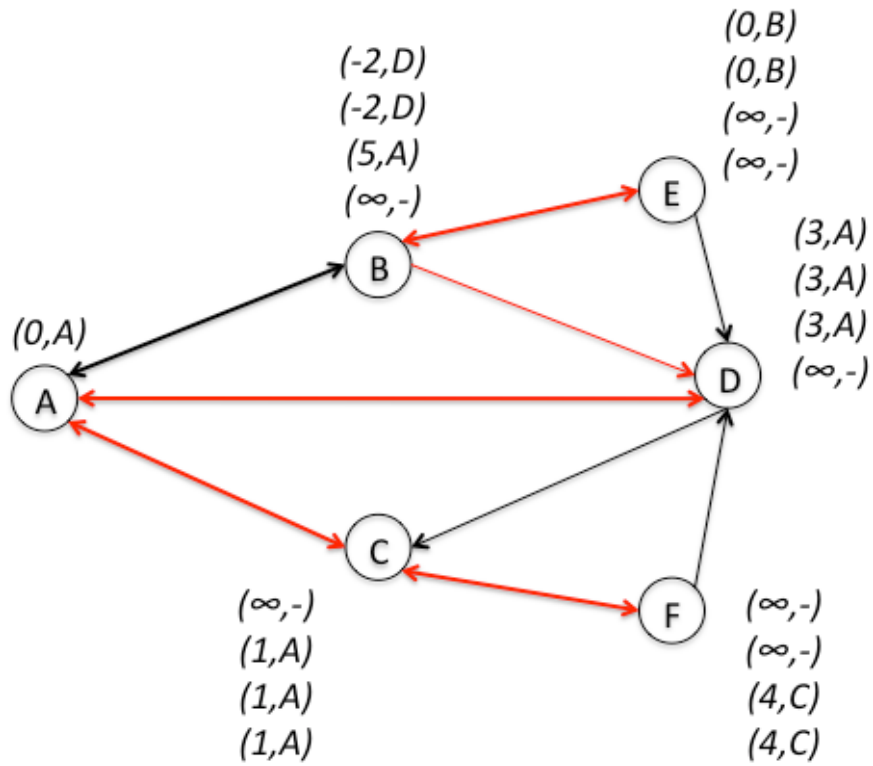 (0,B)
(0,B)
(∞,-)
(∞,-)
(-2,D)
(-2,D)
(5,A)
(∞,-)
E
B
(3,A)
(3,A)
(3,A)
(∞,-)
(0,A)
A
D
C
F
(∞,-)
(1,A)
(1,A)
(1,A)
(∞,-)
(∞,-)
(4,C)
(4,C)